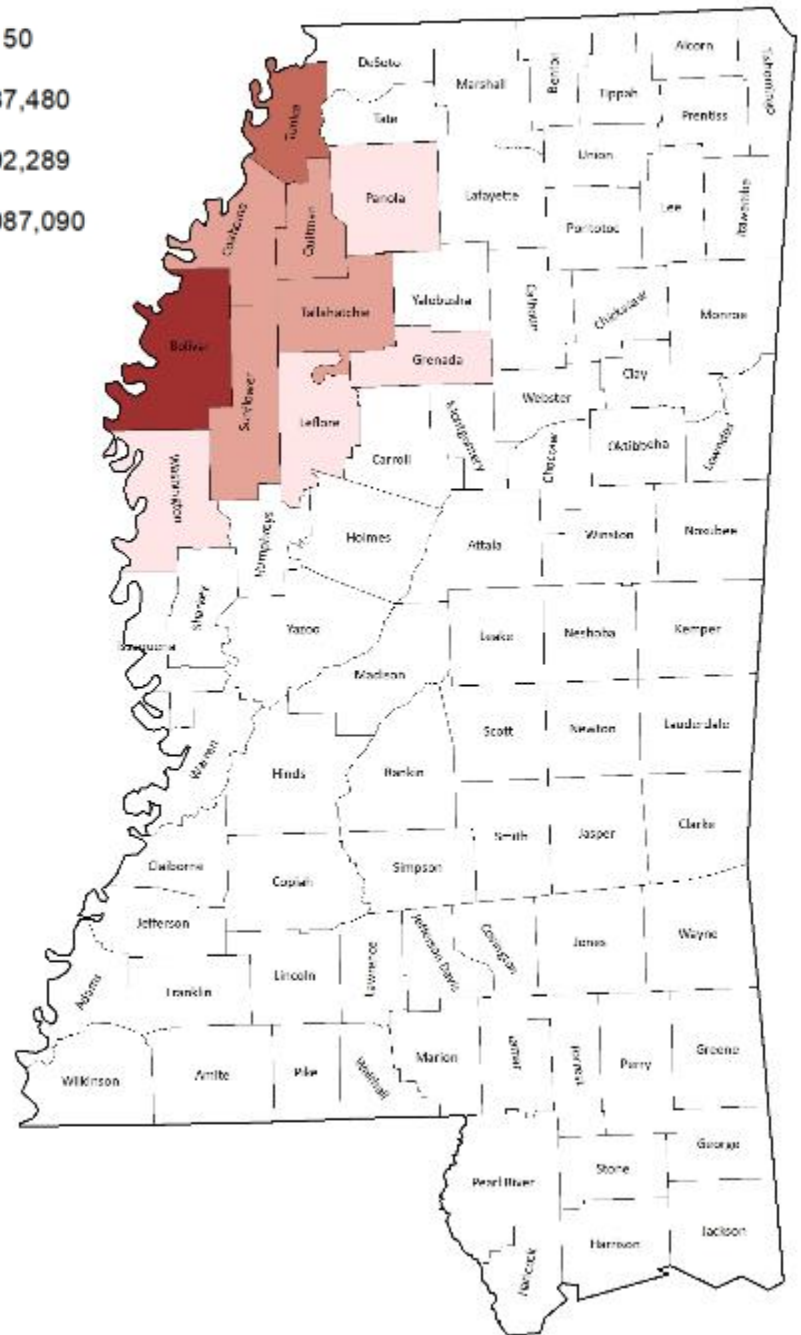 50
37,480
92,289
087,090
DeSoto
Marshall
Benton
Tippah
Alcorn
Tishomingo
Tunica
Tate
Prentiss
Union
Panola
Lafayette
Lee
Itawamba
Coahoma
Quitman
Pontotoc
Tallahatchie
Yalobusha
Calhoun
Chickasaw
Monroe
Bolivar
Grenada
Clay
Sunflower
Leflore
Webster
Montgomery
Carroll
Choctaw
Oktibbeha
Lowndes
Washington
Humphreys
Holmes
Attala
Winston
Noxubee
Sharkey
Yazoo
Leake
Neshoba
Kemper
Issaquena
Madison
Scott
Newton
Lauderdale
Warren
Hinds
Rankin
Smith
Jasper
Clarke
Claiborne
Copiah
Simpson
Jefferson
Lawrence
Jefferson Davis
Covington
Jones
Wayne
Adams
Franklin
Lincoln
Wilkinson
Amite
Pike
Walthall
Marion
Lamar
Forrest
Perry
Greene
George
Pearl River
Stone
Hancock
Harrison
Jackson